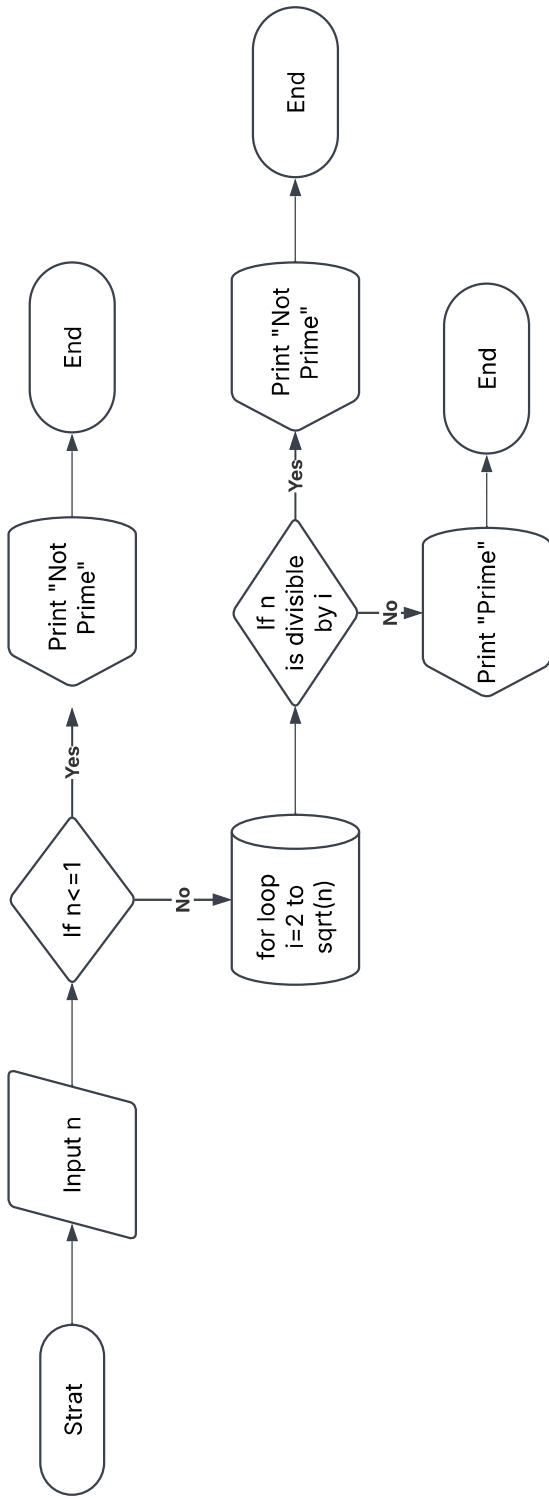 Strat
Input n
If n<=1
Yes
Print "Not
Prime"
End
No
for loop
i=2 to
sqrt(n)
If n
is divisible
by i
Yes
Print "Not
Prime"
End
No
Print "Prime"
End